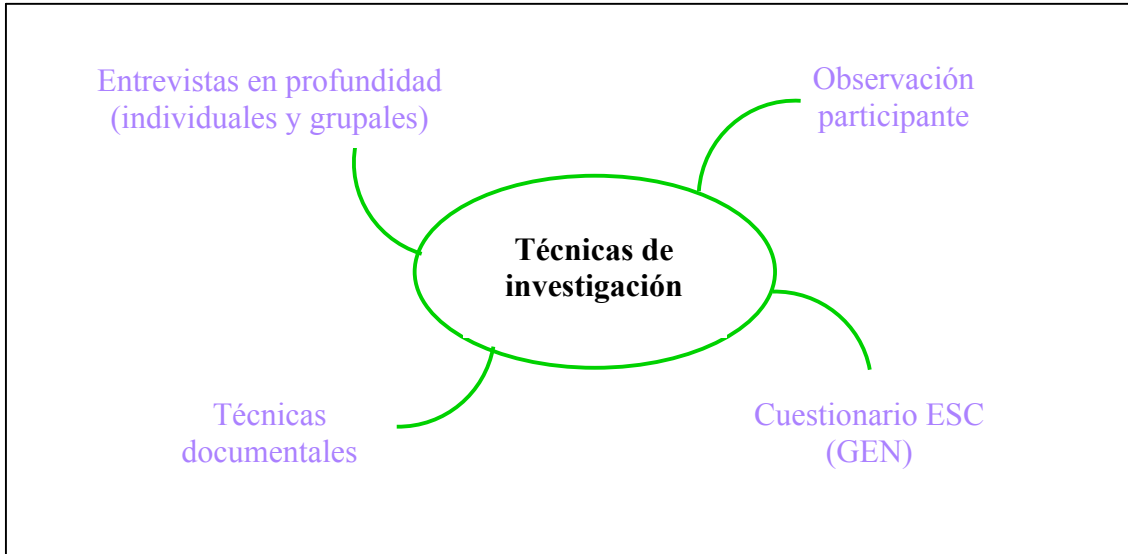 Entrevistas en profundidad
(individuales y grupales)
Observación
participante
Técnicas de
investigación
Técnicas
documentales
Cuestionario ESC
(GEN)